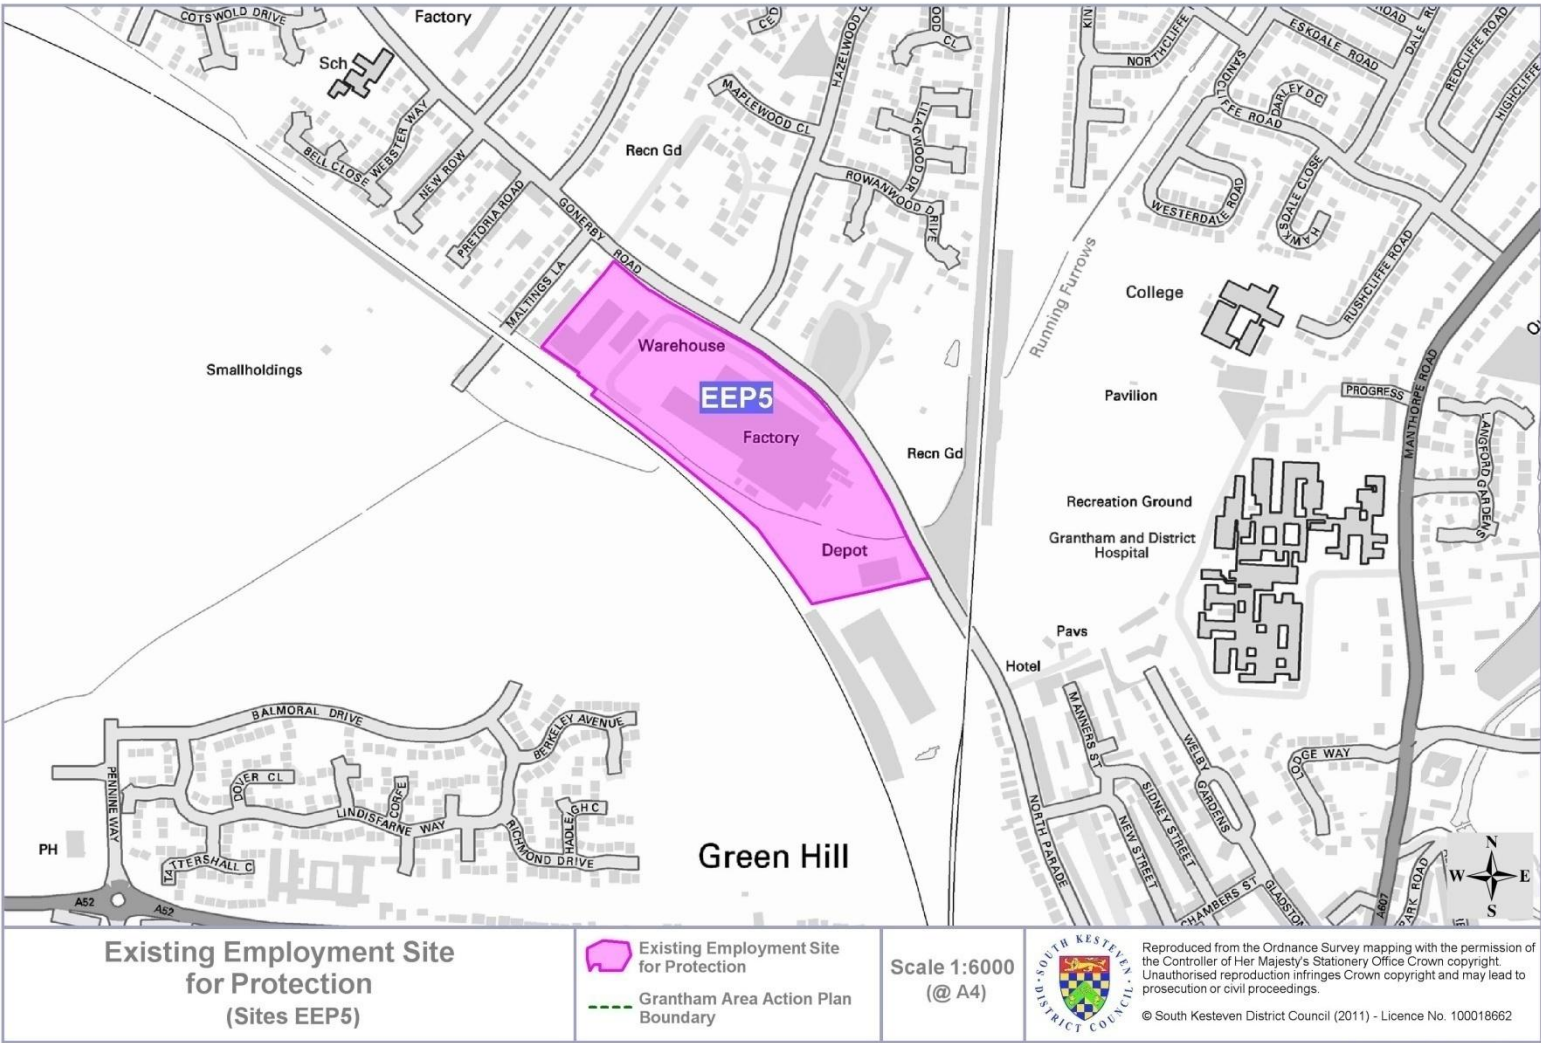 COTSWOLD DRIVE
Factory
Sch
BELL CLOSE
WEBSTER WAY
NEW ROW
PRETORIA ROAD
MALTINGS LA
GONERBY ROAD
Recn Gd
MAPLEWOOD CL
LILACWOOD DR
ROWANWOOD DRIVE
NORTHCLIFFE
ESKDALE ROAD
SANDCLIFFE ROAD
DARLEY DC
REDCLIFFE ROAD
HIGHCLIFFE
WESTERDALE ROAD
HAWKSDALE CLOSE
RUSHCLIFFE ROAD
Running Furrows
College
Smallholdings
Warehouse
EEP5
Factory
Depot
Recn Gd
Pavilion
PROGRESS
MANTHORPE ROAD
LANGFORD GARDENS
Recreation Ground
Grantham and District
Hospital
Pavs
Hotel
MANNERS ST
WELBY GARDENS
SIDNEY STREET
NEW STREET
NORTH PARADE
CHAMBERS ST
GLADSTON
ODGE WAY
PARK ROAD
A607
BALMORAL DRIVE
BERKELEY AVENUE
PENNINE WAY
DOVER CL
CORFE
LINDISFARNE WAY
HADLEIGH C
RICHMOND DRIVE
TATTERSHALL C
PH
A52
A52
Green Hill
N
W E
S
Existing Employment Site
for Protection
(Sites EEP5)
Existing Employment Site
for Protection
Grantham Area Action Plan
Boundary
Scale 1:6000
(@ A4)
SOUTH KESTEVEN
DISTRICT COUNCIL
Reproduced from the Ordnance Survey mapping with the permission of
the Controller of Her Majesty's Stationery Office Crown copyright.
Unauthorised reproduction infringes Crown copyright and may lead to
prosecution or civil proceedings.
© South Kesteven District Council (2011) - Licence No. 100018662